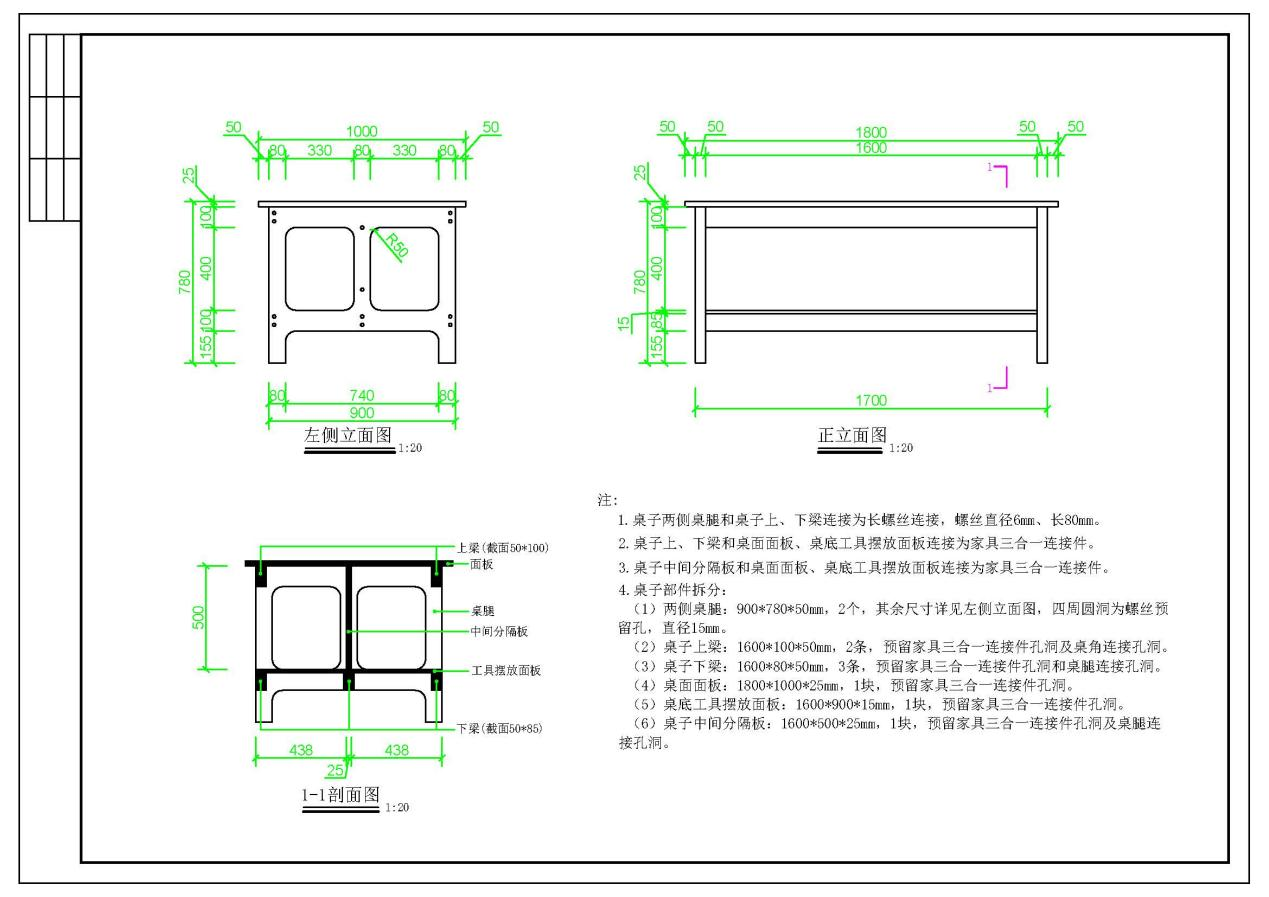 50
1000
50
80
330
80
330
80
25
100
400
780
100
155
R50
80
740
80
900
左侧立面图
1:20
50
50
1800
50
50
1600
1
25
100
400
780
15
85
155
1
1700
正立面图
1:20
上梁(截面50*100)
面板
500
桌腿
中间分隔板
工具摆放面板
下梁(截面50*85)
438
438
25
1-1剖面图
1:20
注:
1.桌子两侧桌腿和桌子上、下梁连接为长螺丝连接，螺丝直径6mm、长80mm。
2.桌子上、下梁和桌面面板、桌底工具摆放面板连接为家具三合一连接件。
3.桌子中间分隔板和桌面面板、桌底工具摆放面板连接为家具三合一连接件。
4.桌子部件拆分:
（1）两侧桌腿: 900*780*50mm，2个，其余尺寸详见左侧立面图，四周圆洞为螺丝预
留孔，直径15mm。
（2）桌子上梁: 1600*100*50mm，2条，预留家具三合一连接件孔洞及桌角连接孔洞。
（3）桌子下梁: 1600*80*50mm，3条，预留家具三合一连接件孔洞和桌腿连接孔洞。
（4）桌面面板: 1800*1000*25mm，1块，预留家具三合一连接件孔洞。
（5）桌底工具摆放面板: 1600*900*15mm，1块，预留家具三合一连接件孔洞。
（6）桌子中间分隔板: 1600*500*25mm，1块，预留家具三合一连接件孔洞及桌腿连
接孔洞。